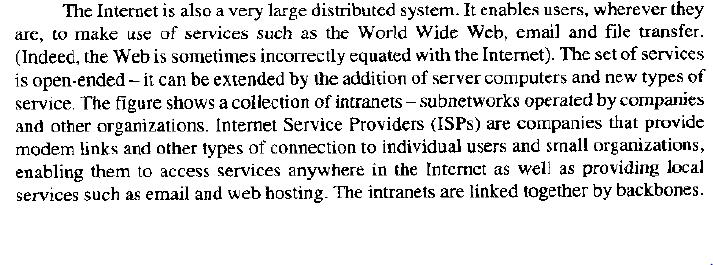 The Internet is also a very large distributed system. It enables users, wherever they
are, to make use of services such as the World Wide Web, email and file transfer.
(Indeed, the Web is sometimes incorrectly equated with the Internet). The set of services
is open-ended – it can be extended by the addition of server computers and new types of
service. The figure shows a collection of intranets – subnetworks operated by companies
and other organizations. Internet Service Providers (ISPs) are companies that provide
modem links and other types of connection to individual users and small organizations,
enabling them to access services anywhere in the Internet as well as providing local
services such as email and web hosting. The intranets are linked together by backbones.